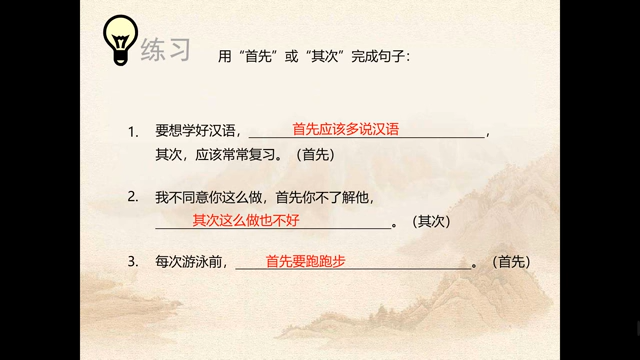 练习
用“首先”或“其次”完成句子：
1. 要想学好汉语，首先应该多说汉语，
其次，应该常常复习。（首先）
2. 我不同意你这么做，首先你不了解他，
其次这么做也不好。（其次）
3. 每次游泳前，首先要跑跑步。（首先）